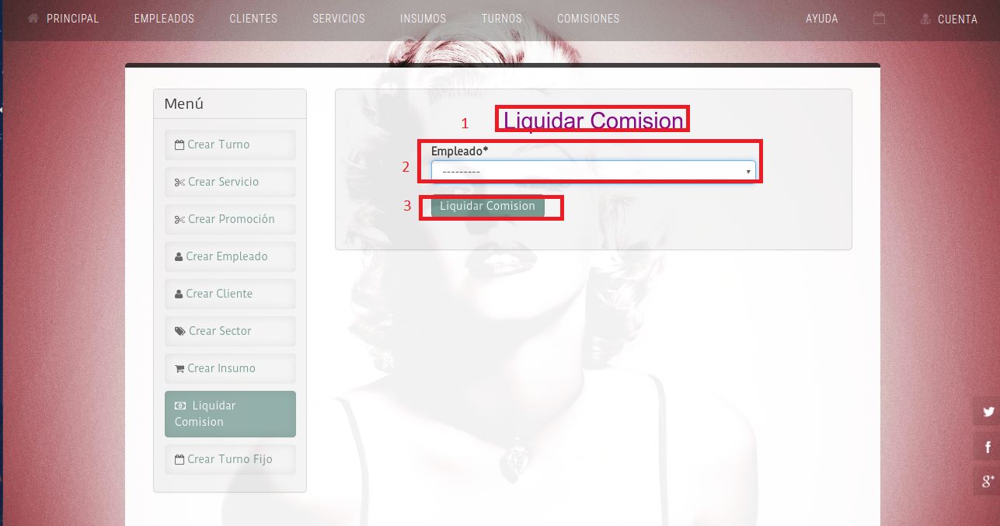 PRINCIPAL EMPLEADOS CLIENTES SERVICIOS INSUMOS TURNOS COMISIONES AYUDA CUENTA
Menú
Crear Turno
Crear Servicio
Crear Promoción
Crear Empleado
Crear Cliente
Crear Sector
Crear Insumo
Liquidar
Comision
Crear Turno Fijo
1 Liquidar Comision
Empleado*
2 ---------
3 Liquidar Comision